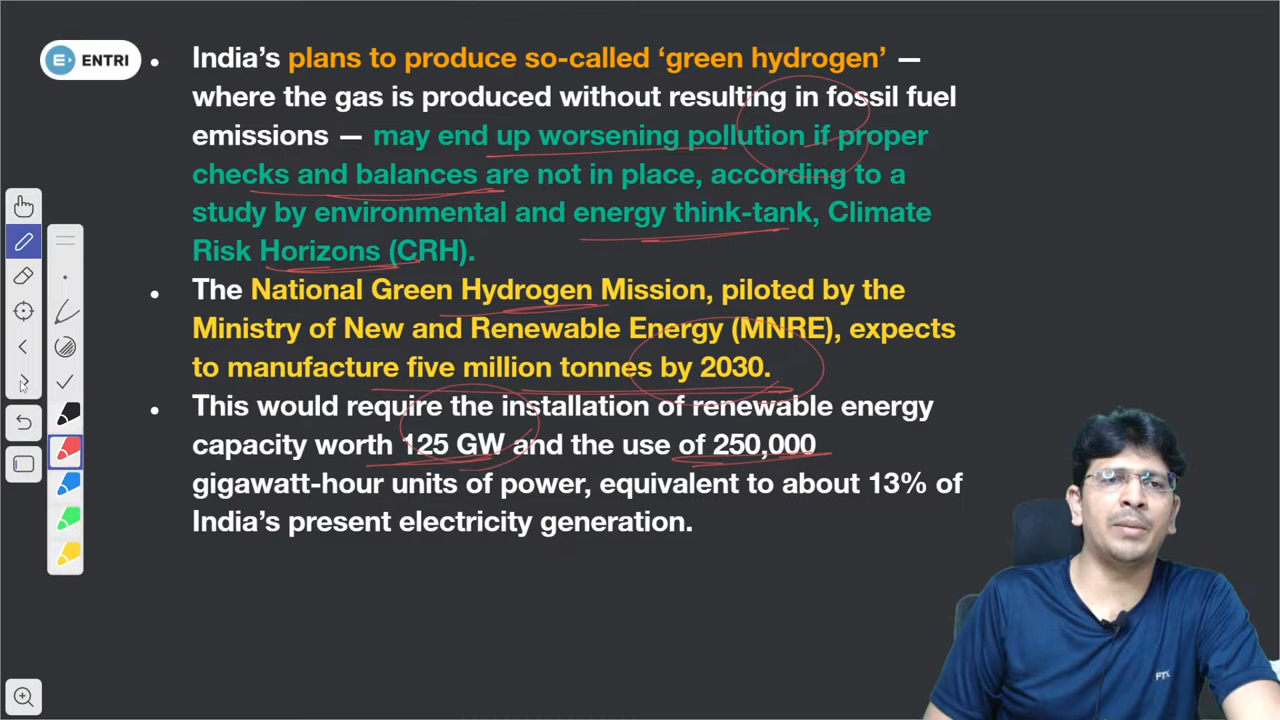 ENTRI
• India’s plans to produce so-called ‘green hydrogen’ —
where the gas is produced without resulting in fossil fuel
emissions — may end up worsening pollution if proper
checks and balances are not in place, according to a
study by environmental and energy think-tank, Climate
Risk Horizons (CRH).
• The National Green Hydrogen Mission, piloted by the
Ministry of New and Renewable Energy (MNRE), expects
to manufacture five million tonnes by 2030.
• This would require the installation of renewable energy
capacity worth 125 GW and the use of 250,000
gigawatt-hour units of power, equivalent to about 13% of
India’s present electricity generation.